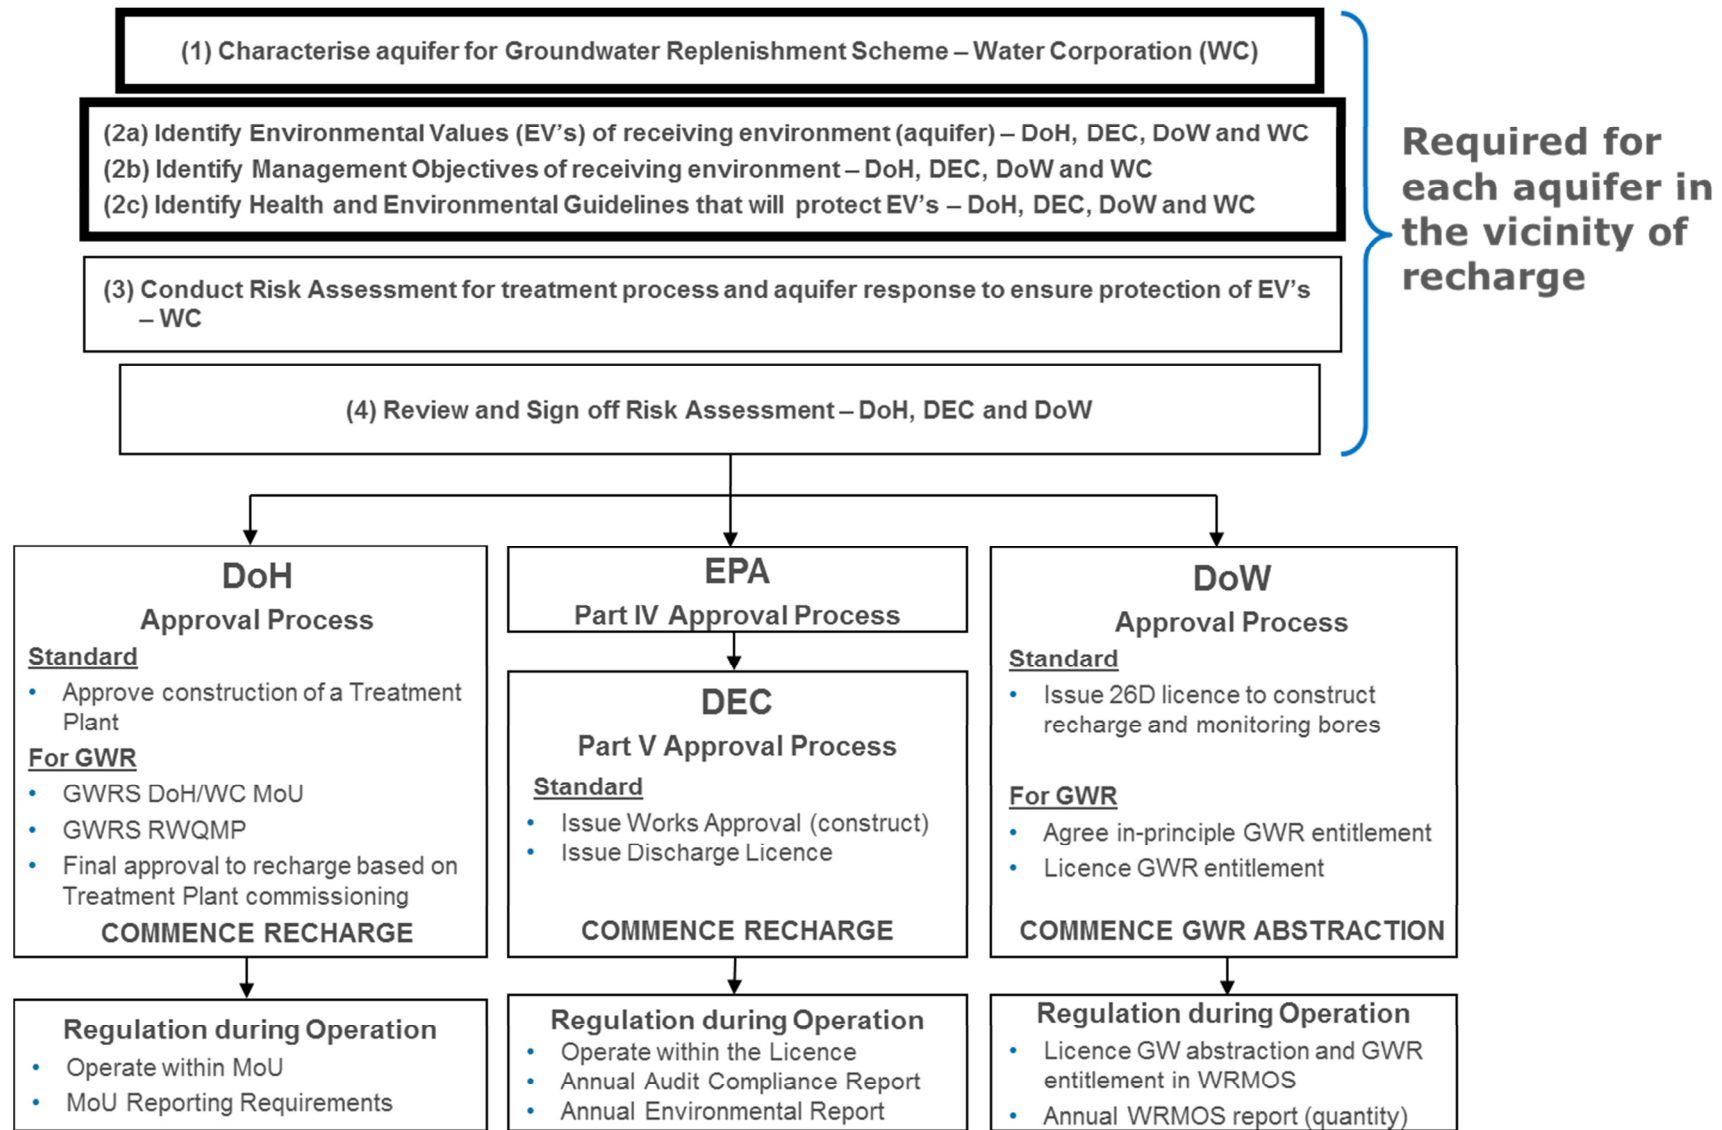 (1) Characterise aquifer for Groundwater Replenishment Scheme – Water Corporation (WC)
(2a) Identify Environmental Values (EV's) of receiving environment (aquifer) – DoH, DEC, DoW and WC
(2b) Identify Management Objectives of receiving environment – DoH, DEC, DoW and WC
(2c) Identify Health and Environmental Guidelines that will protect EV's – DoH, DEC, DoW and WC
(3) Conduct Risk Assessment for treatment process and aquifer response to ensure protection of EV's
– WC
(4) Review and Sign off Risk Assessment – DoH, DEC and DoW
Required for
each aquifer in
the vicinity of
recharge
DoH
Approval Process
Standard
• Approve construction of a Treatment
Plant
For GWR
• GWRS DoH/WC MoU
• GWRS RWQMP
• Final approval to recharge based on
Treatment Plant commissioning
COMMENCE RECHARGE
Regulation during Operation
• Operate within MoU
• MoU Reporting Requirements
EPA
Part IV Approval Process
DEC
Part V Approval Process
Standard
• Issue Works Approval (construct)
• Issue Discharge Licence
COMMENCE RECHARGE
Regulation during Operation
• Operate within the Licence
• Annual Audit Compliance Report
• Annual Environmental Report
DoW
Approval Process
Standard
• Issue 26D licence to construct
recharge and monitoring bores
For GWR
• Agree in-principle GWR entitlement
• Licence GWR entitlement
COMMENCE GWR ABSTRACTION
Regulation during Operation
• Licence GW abstraction and GWR
entitlement in WRMOS
• Annual WRMOS report (quantity)